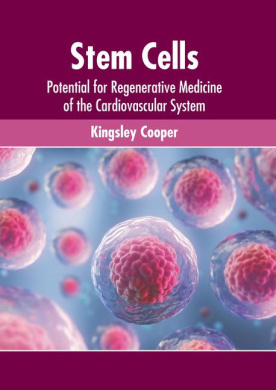 Stem Cells
Potential for Regenerative Medicine
of the Cardiovascular System
Kingsley Cooper